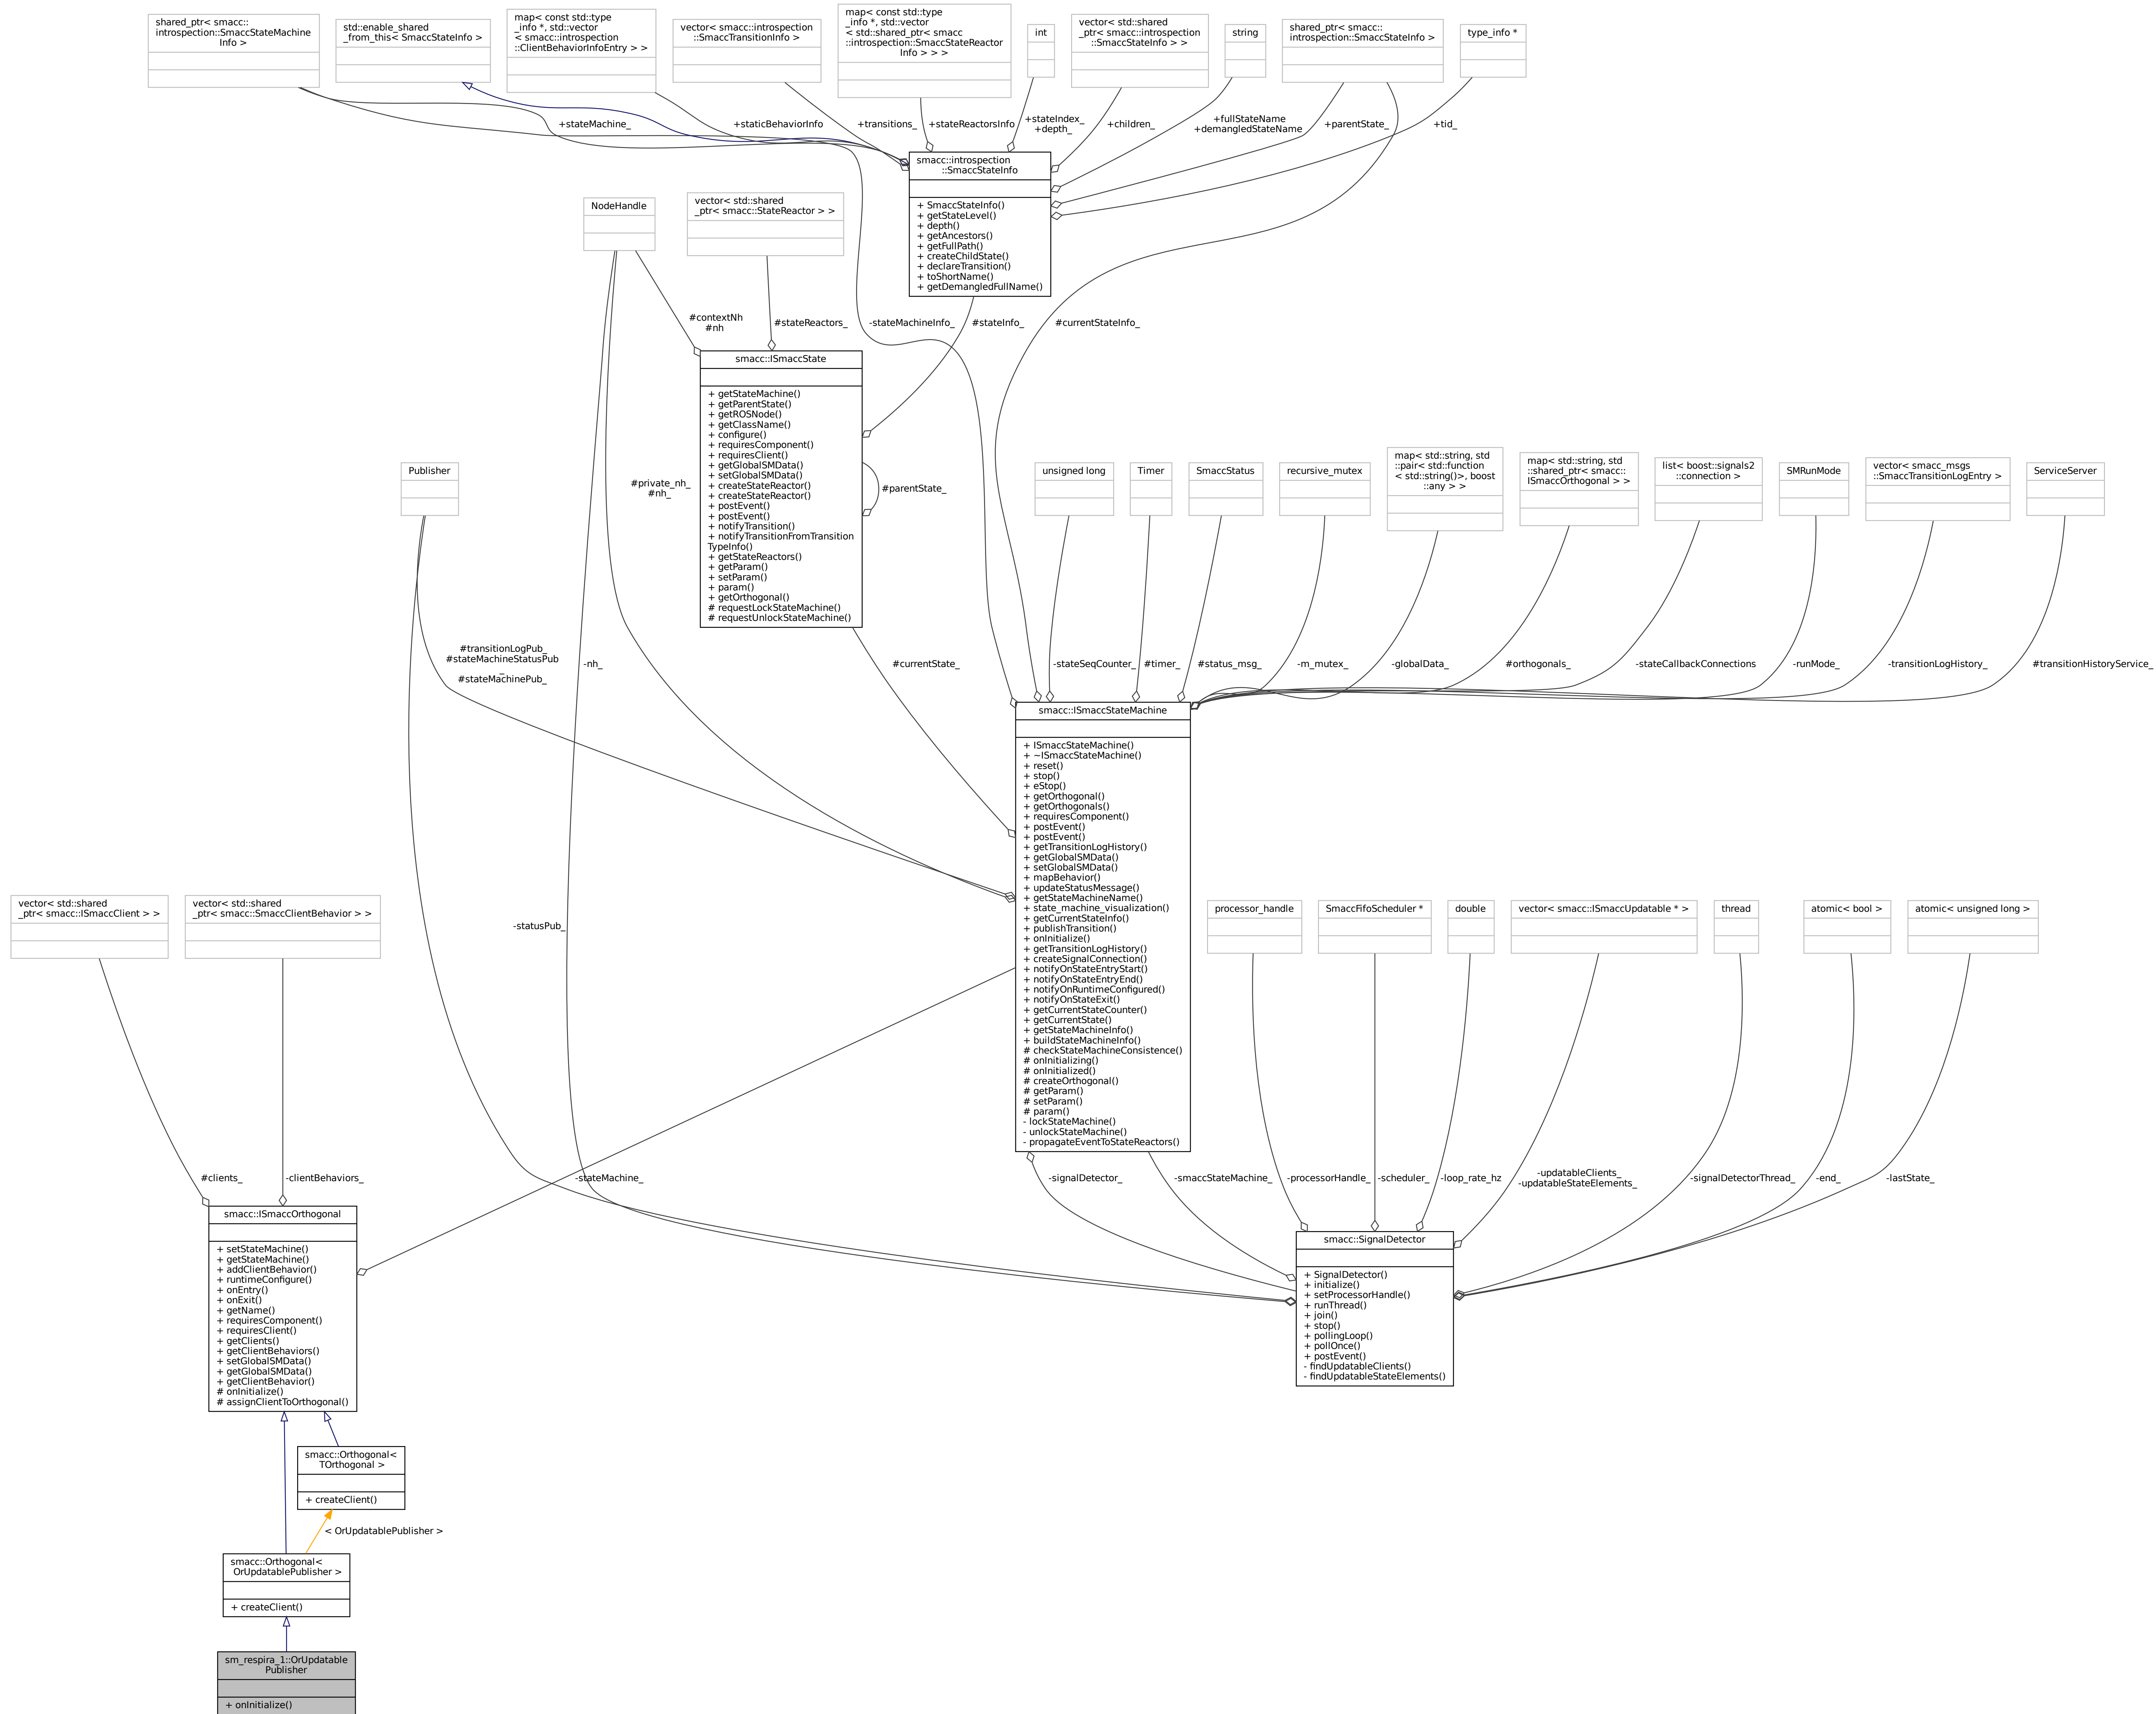 shared_ptr< smacc::
introspection::SmaccStateMachine
Info >
std::enable_shared
_from_this< SmaccStateInfo >
map< const std::type
_info *, std::vector
< smacc::introspection
::ClientBehaviorInfoEntry > >
vector< smacc::introspection
::SmaccTransitionInfo >
map< const std::type
_info *, std::vector
< std::shared_ptr< smacc
::introspection::SmaccStateReactor
Info > > >
int
vector< std::shared
_ptr< smacc::introspection
::SmaccStateInfo > >
string
shared_ptr< smacc::
introspection::SmaccStateInfo >
type_info *
+stateMachine_
+staticBehaviorInfo
+transitions_
+stateReactorsInfo
+stateIndex_
+depth_
+children_
+fullStateName
+demangledStateName
+parentState_
+tid_
smacc::introspection
::SmaccStateInfo
+ SmaccStateInfo()
+ getStateLevel()
+ depth()
+ getAncestors()
+ getFullPath()
+ createChildState()
+ declareTransition()
+ toShortName()
+ getDemangledFullName()
NodeHandle
vector< std::shared
_ptr< smacc::StateReactor > >
#contextNh
#nh
#stateReactors_
-stateMachineInfo_
#stateInfo_
#currentStateInfo_
smacc::ISmaccState
+ getStateMachine()
+ getParentState()
+ getROSNode()
+ getClassName()
+ configure()
+ requiresComponent()
+ requiresClient()
+ getGlobalSMData()
+ setGlobalSMData()
+ createStateReactor()
+ createStateReactor()
+ postEvent()
+ postEvent()
+ notifyTransition()
+ notifyTransitionFromTransition
TypeInfo()
+ getStateReactors()
+ getParam()
+ setParam()
+ param()
+ getOrthogonal()
# requestLockStateMachine()
# requestUnlockStateMachine()
#parentState_
Publisher
#private_nh_
#nh_
unsigned long
Timer
SmaccStatus
recursive_mutex
map< std::string, std
::pair< std::function
< std::string()>, boost
::any > >
map< std::string, std
::shared_ptr< smacc::
ISmaccOrthogonal > >
list< boost::signals2
::connection >
SMRunMode
vector< smacc_msgs
::SmaccTransitionLogEntry >
ServiceServer
#transitionLogPub_
#stateMachineStatusPub
_
#stateMachinePub_
-nh_
#currentState_
-stateSeqCounter_
#timer_
#status_msg_
-m_mutex_
-globalData_
#orthogonals_
-stateCallbackConnections
-runMode_
-transitionLogHistory_
#transitionHistoryService_
smacc::ISmaccStateMachine
+ ISmaccStateMachine()
+ ~ISmaccStateMachine()
+ reset()
+ stop()
+ eStop()
+ getOrthogonal()
+ getOrthogonals()
+ requiresComponent()
+ postEvent()
+ postEvent()
+ getTransitionLogHistory()
+ getGlobalSMData()
+ setGlobalSMData()
+ mapBehavior()
+ updateStatusMessage()
+ getStateMachineName()
+ state_machine_visualization()
+ getCurrentStateInfo()
+ publishTransition()
+ onInitialize()
+ getTransitionLogHistory()
+ createSignalConnection()
+ notifyOnStateEntryStart()
+ notifyOnStateEntryEnd()
+ notifyOnRuntimeConfigured()
+ notifyOnStateExit()
+ getCurrentStateCounter()
+ getCurrentState()
+ getStateMachineInfo()
+ buildStateMachineInfo()
# checkStateMachineConsistence()
# onInitializing()
# onInitialized()
# createOrthogonal()
# getParam()
# setParam()
# param()
- lockStateMachine()
- unlockStateMachine()
- propagateEventToStateReactors()
vector< std::shared
_ptr< smacc::ISmaccClient > >
vector< std::shared
_ptr< smacc::SmaccClientBehavior > >
-statusPub_
processor_handle
SmaccFifoScheduler *
double
vector< smacc::ISmaccUpdatable * >
thread
atomic< bool >
atomic< unsigned long >
#clients_
-clientBehaviors_
-stateMachine_
-signalDetector_
-smaccStateMachine_
-processorHandle_
-scheduler_
-loop_rate_hz
-updatableClients_
-updatableStateElements_
-signalDetectorThread_
-end_
-lastState_
smacc::ISmaccOrthogonal
+ setStateMachine()
+ getStateMachine()
+ addClientBehavior()
+ runtimeConfigure()
+ onEntry()
+ onExit()
+ getName()
+ requiresComponent()
+ requiresClient()
+ getClients()
+ getClientBehaviors()
+ setGlobalSMData()
+ getGlobalSMData()
+ getClientBehavior()
# onInitialize()
# assignClientToOrthogonal()
smacc::SignalDetector
+ SignalDetector()
+ initialize()
+ setProcessorHandle()
+ runThread()
+ join()
+ stop()
+ pollingLoop()
+ pollOnce()
+ postEvent()
- findUpdatableClients()
- findUpdatableStateElements()
smacc::Orthogonal<
TOrthogonal >
+ createClient()
< OrUpdatablePublisher >
smacc::Orthogonal<
OrUpdatablePublisher >
+ createClient()
sm_respira_1::OrUpdatable
Publisher
+ onInitialize()